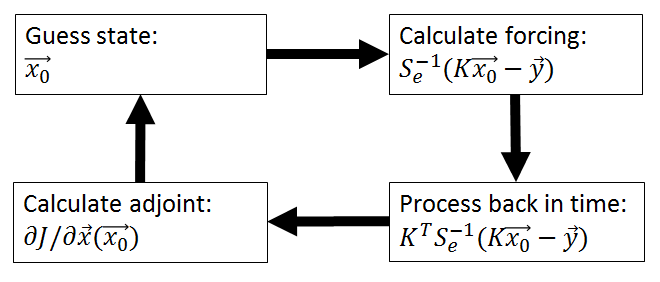 Guess state:
$\overrightarrow{x_0}$
Calculate forcing:
$S_e^{-1}(K\overrightarrow{x_0} - \vec{y})$
Process back in time:
$K^T S_e^{-1}(K\overrightarrow{x_0} - \vec{y})$
Calculate adjoint:
$\partial J/\partial \vec{x}(\overrightarrow{x_0})$